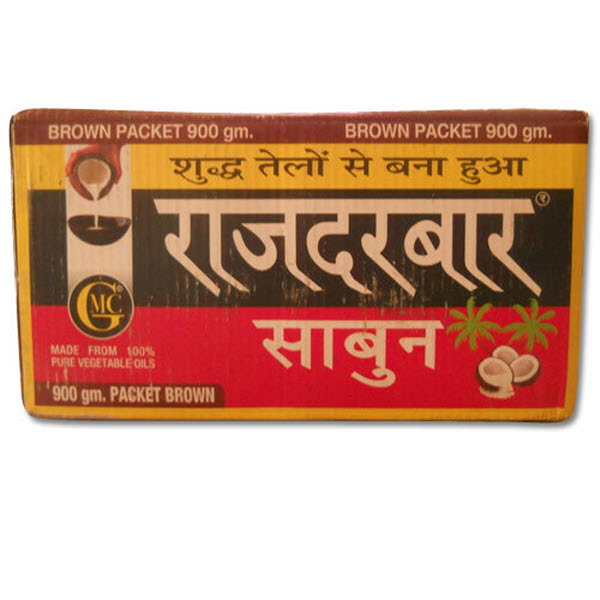 BROWN PACKET 900 gm. BROWN PACKET 900 gm.
शुद्ध तेलों से बना हुआ
राजदरबार®
साबुन
GMC®
MADE FROM 100%
PURE VEGETABLE OILS
900 gm. PACKET BROWN